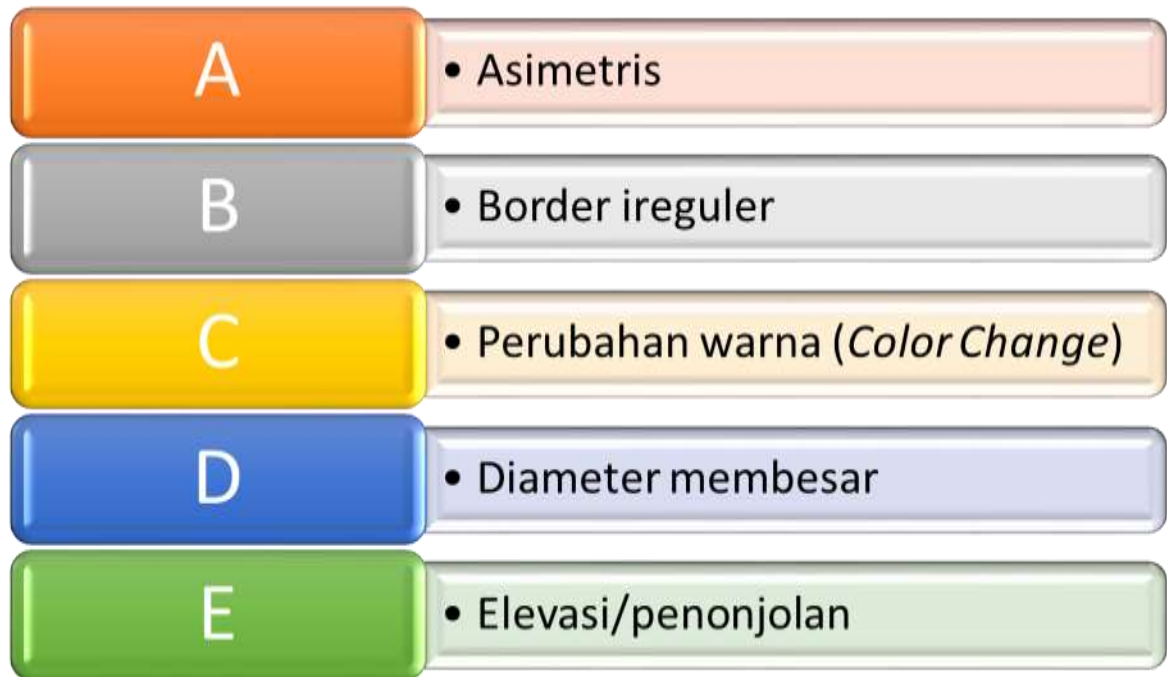 A
• Asimetris
B
• Border ireguler
C
• Perubahan warna (Color Change)
D
• Diameter membesar
E
• Elevasi/penonjolan